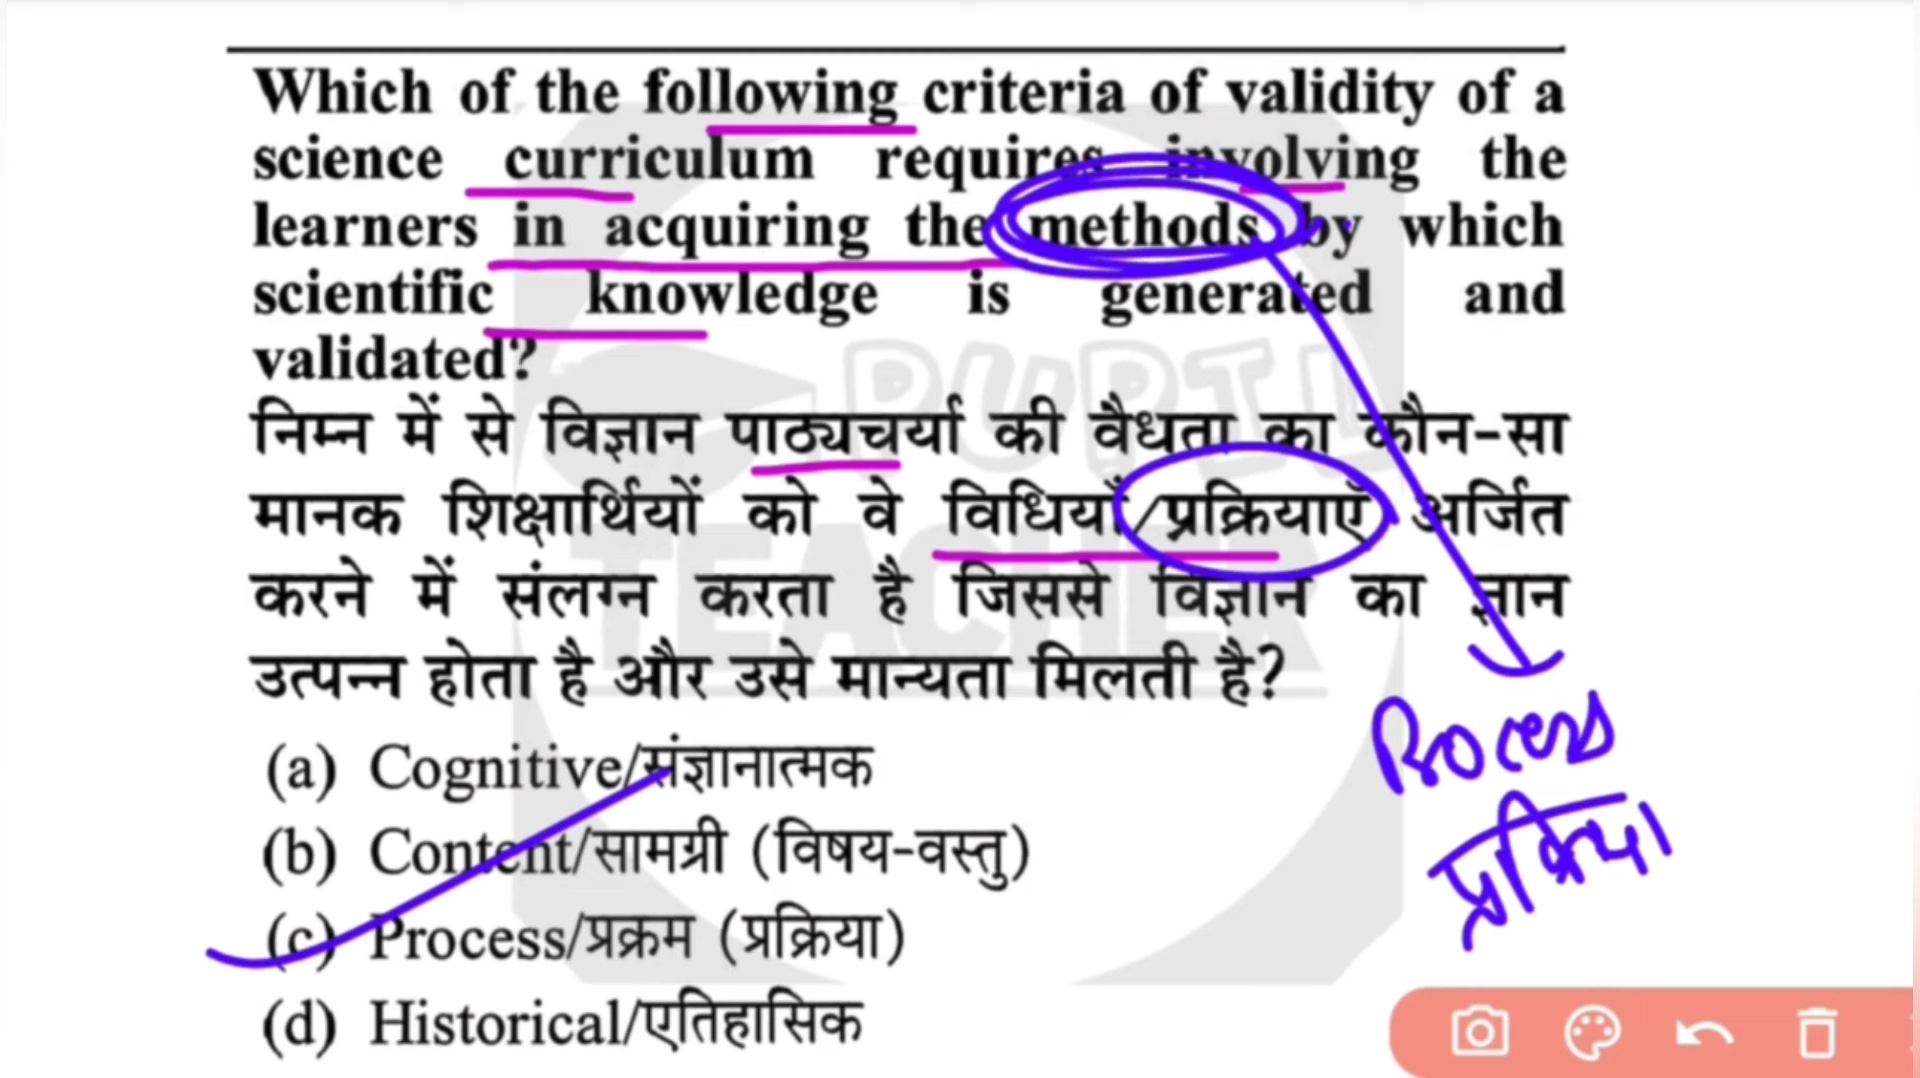 Which of the following criteria of validity of a
science curriculum requires involving the
learners in acquiring the methods by which
scientific knowledge is generated and
validated?
निम्न में से विज्ञान पाठ्यचर्या की वैधता का कौन-सा
मानक शिक्षार्थियों को वे विधियाँ/प्रक्रियाएँ अर्जित
करने में संलग्न करता है जिससे विज्ञान का ज्ञान
उत्पन्न होता है और उसे मान्यता मिलती है?
(a) Cognitive/संज्ञानात्मक
(b) Content/सामग्री (विषय-वस्तु)
(c) Process/प्रक्रम (प्रक्रिया)
(d) Historical/एतिहासिक
Process
प्रक्रिया
PUPIL
TEACHER